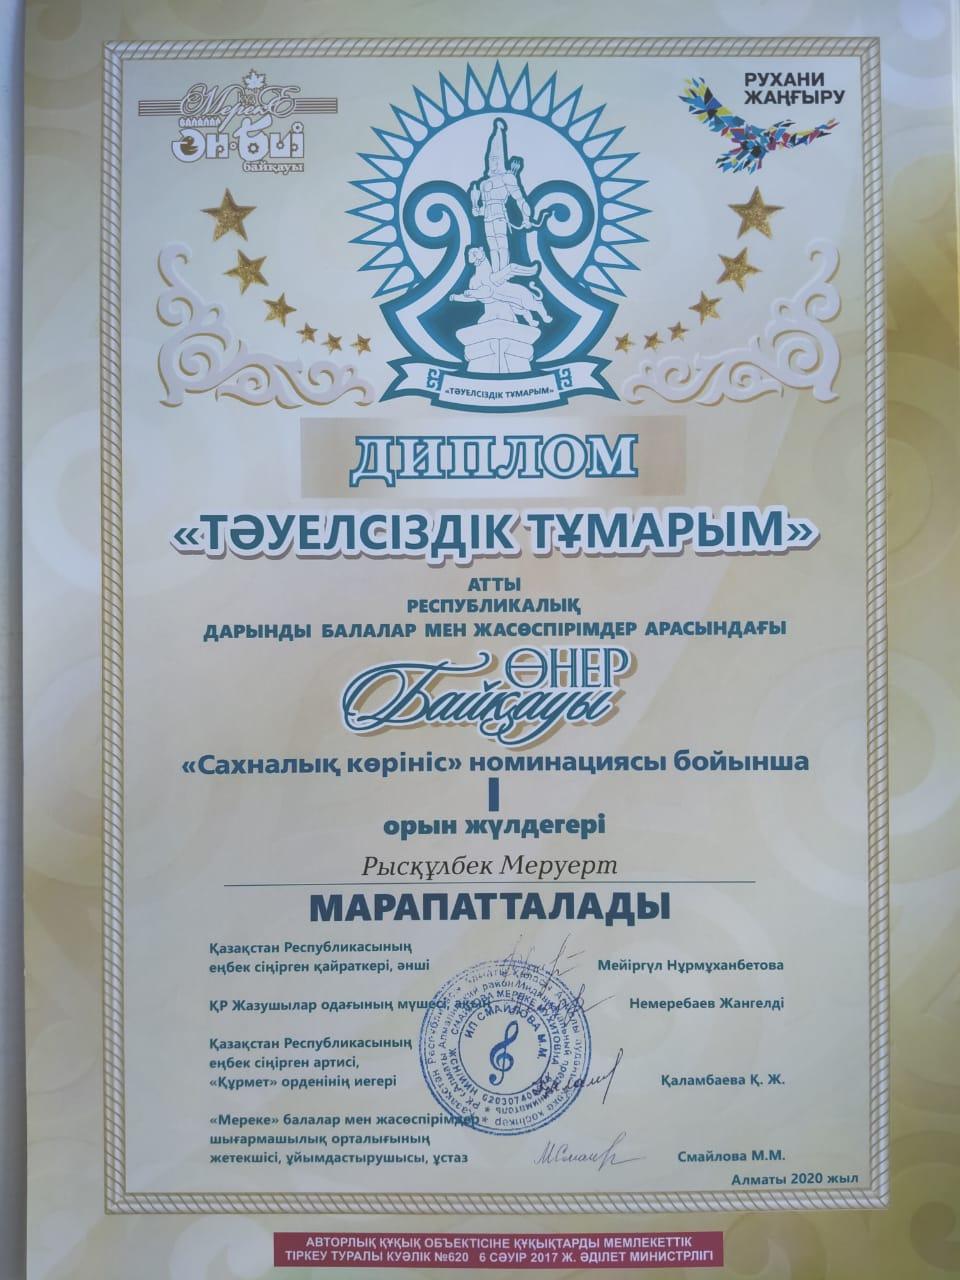 Мереке
БАЛАЛАР
Ән-Би
байқауы
РУХАНИ
ЖАҢҒЫРУ
«ТӘУЕЛСІЗДІК ТҰМАРЫМ»
ДИПЛОМ
«ТӘУЕЛСІЗДІК ТҰМАРЫМ»
АТТЫ
РЕСПУБЛИКАЛЫҚ
ДАРЫНДЫ БАЛАЛАР МЕН ЖАСӨСПІРІМДЕР АРАСЫНДАҒЫ
ӨНЕР
Байқауы
«Сахналық көрініс» номинациясы бойынша
I
орын жүлдегері
Рысқұлбек Меруерт
МАРАПАТТАЛАДЫ
Қазақстан Республикасының
еңбек сіңірген қайраткері, әнші Мейіргүл Нұрмұханбетова
ҚР Жазушылар одағының мүшесі, ақын Немеребаев Жангелді
Қазақстан Республикасының
еңбек сіңірген артисі,
«Құрмет» орденінің иегері Қаламбаева Қ. Ж.
«Мереке» балалар мен жасөспірімдер
шығармашылық орталығының
жетекшісі, ұйымдастырушысы, ұстаз Смайлова М.М.
ИП СМАЙЛОВА М.М.
Алматы 2020 жыл
АВТОРЛЫҚ ҚҰҚЫҚ ОБЪЕКТІСІНЕ ҚҰҚЫҚТАРДЫ МЕМЛЕКЕТТІК
ТІРКЕУ ТУРАЛЫ КУӘЛІК №620 6 СӘУІР 2017 Ж. ӘДІЛЕТ МИНИСТРЛІГІ